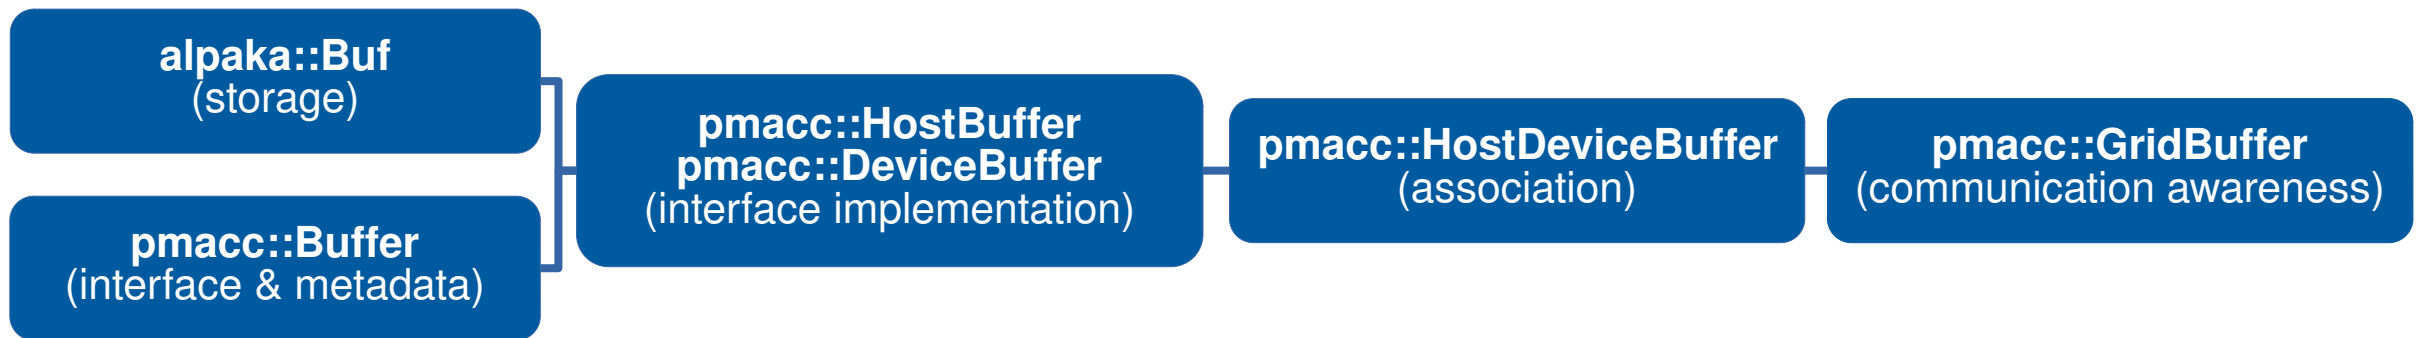 alpaka::Buf
(storage)
pmacc::Buffer
(interface & metadata)
pmacc::HostBuffer
pmacc::DeviceBuffer
(interface implementation)
pmacc::HostDeviceBuffer
(association)
pmacc::GridBuffer
(communication awareness)